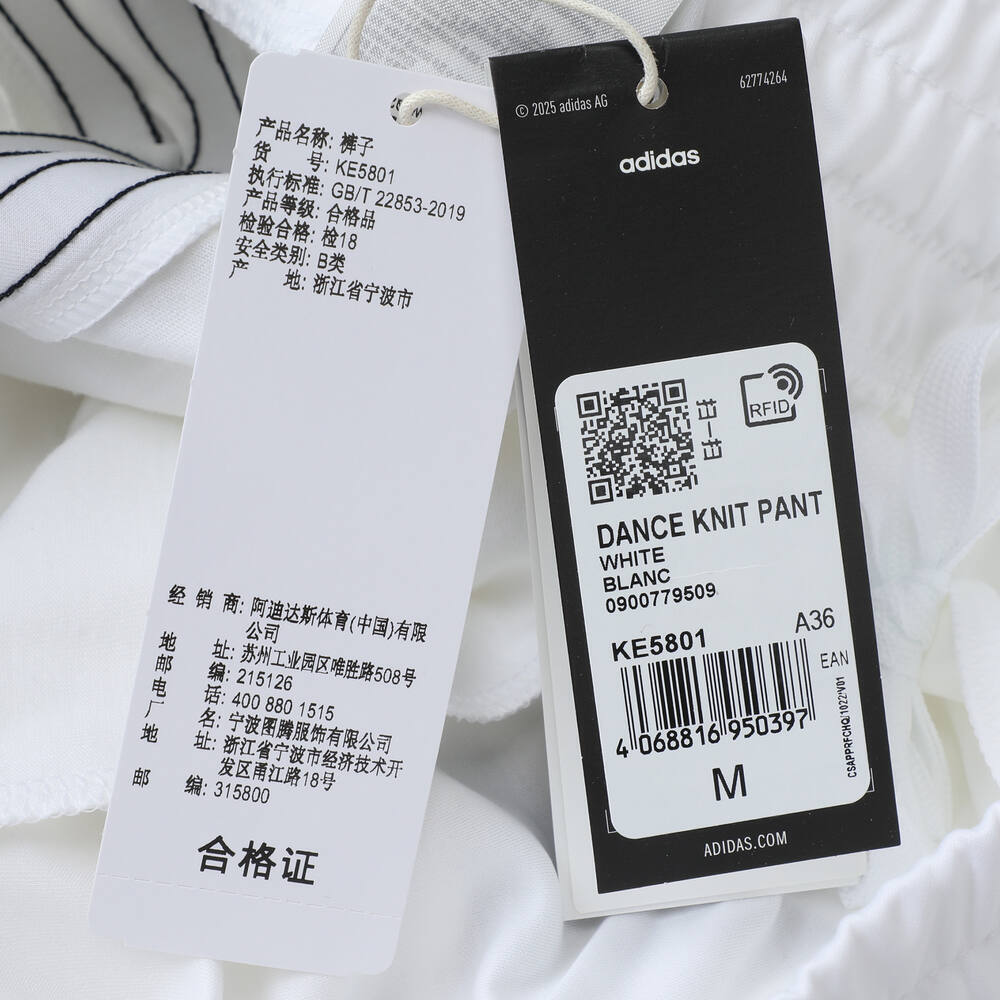 产品名称: 裤子
货 号: KE5801
执行标准: GB/T 22853-2019
产品等级: 合格品
检验合格: 检18
安全类别: B类
产 地: 浙江省宁波市
经 销 商: 阿迪达斯体育(中国)有限
公司
地 址: 苏州工业园区唯胜路508号
邮 编: 215126
电 话: 400 880 1515
厂 名: 宁波图腾服饰有限公司
地 址: 浙江省宁波市经济技术开
发区甬江路18号
邮 编: 315800
合格证
© 2025 adidas AG
62774264
adidas
RFID
DANCE KNIT PANT
WHITE
BLANC
0900779509
KE5801
A36
EAN
4 068816 950397
CSAPPRFCHQ/1022/V01
M
ADIDAS.COM